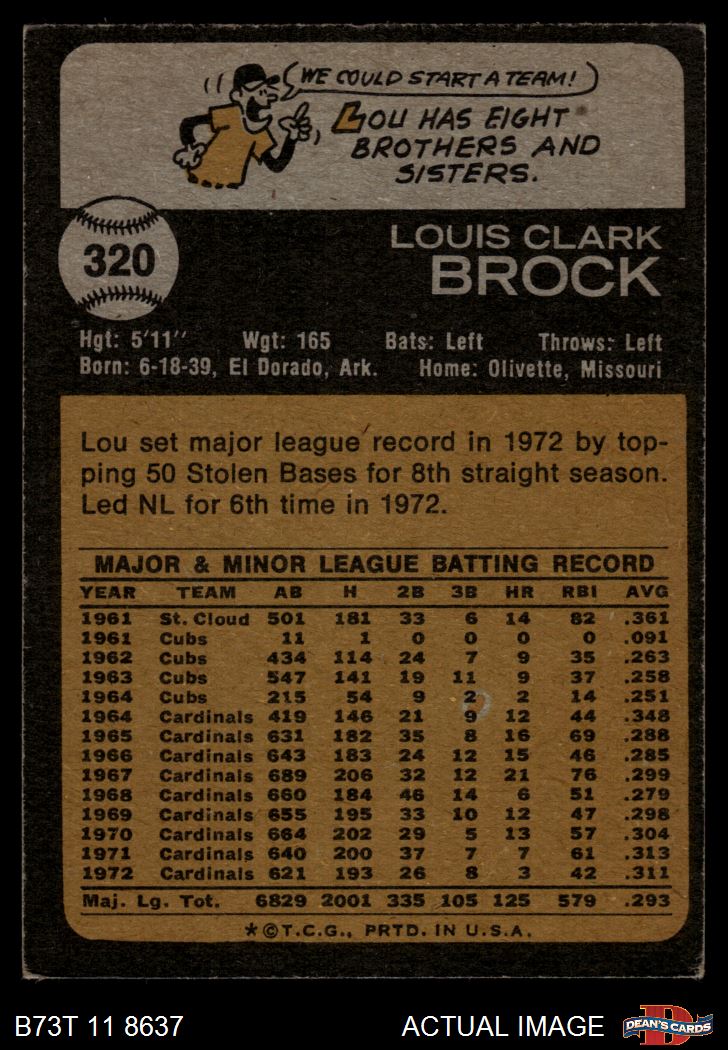 WE COULD START A TEAM!
LOU HAS EIGHT
BROTHERS AND
SISTERS.
320
LOUIS CLARK
BROCK
Hgt: 5'11" Wgt: 165 Bats: Left Throws: Left
Born: 6-18-39, El Dorado, Ark. Home: Olivette, Missouri
Lou set major league record in 1972 by top-
ping 50 Stolen Bases for 8th straight season.
Led NL for 6th time in 1972.
MAJOR & MINOR LEAGUE BATTING RECORD
YEAR TEAM AB H 2B 3B HR RBI AVG
1961 St. Cloud 501 181 33 6 14 82 .361
1961 Cubs 11 1 0 0 0 0 .091
1962 Cubs 434 114 24 7 9 35 .263
1963 Cubs 547 141 19 11 9 37 .258
1964 Cubs 215 54 9 2 2 14 .251
1964 Cardinals 419 146 21 9 12 44 .348
1965 Cardinals 631 182 35 8 16 69 .288
1966 Cardinals 643 183 24 12 15 46 .285
1967 Cardinals 689 206 32 12 21 76 .299
1968 Cardinals 660 184 46 14 6 51 .279
1969 Cardinals 655 195 33 10 12 47 .298
1970 Cardinals 664 202 29 5 13 57 .304
1971 Cardinals 640 200 37 7 7 61 .313
1972 Cardinals 621 193 26 8 3 42 .311
Maj. Lg. Tot. 6829 2001 335 105 125 579 .293
*©T.C.G., PRTD. IN U.S.A.
B73T 11 8637 ACTUAL IMAGE DEAN'S CARDS